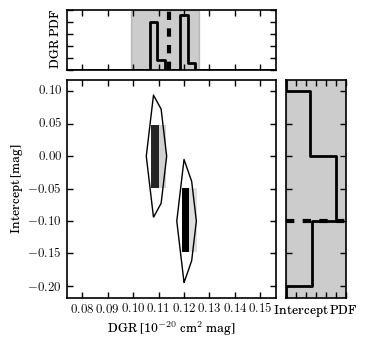 DGR PDF
0.10
0.05
0.00
−0.05
−0.10
−0.15
−0.20
Intercept [mag]
0.08 0.09 0.10 0.11 0.12 0.13 0.14 0.15
DGR [10⁻²⁰ cm² mag]
Intercept PDF